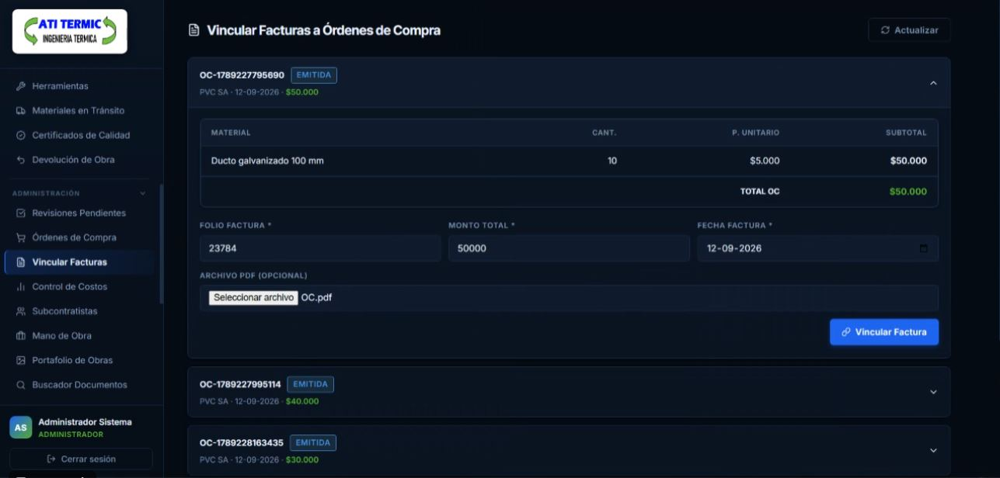 ATI TERMIC
INGENIERIA TERMICA
Herramientas
Materiales en Tránsito
Certificados de Calidad
Devolución de Obra
ADMINISTRACIÓN
Revisiones Pendientes
Órdenes de Compra
Vincular Facturas
Control de Costos
Subcontratistas
Mano de Obra
Portafolio de Obras
Buscador Documentos
AS
Administrador Sistema
ADMINISTRADOR
Cerrar sesión
Vincular Facturas a Órdenes de Compra
Actualizar
OC-1789227795690 EMITIDA
PVC SA · 12-09-2026 · $50.000
MATERIAL CANT. P. UNITARIO SUBTOTAL
Ducto galvanizado 100 mm 10 $5.000 $50.000
TOTAL OC $50.000
FOLIO FACTURA * MONTO TOTAL * FECHA FACTURA *
23784 50000 12-09-2026
ARCHIVO PDF (OPCIONAL)
Seleccionar archivo OC.pdf
Vincular Factura
OC-1789227995114 EMITIDA
PVC SA · 12-09-2026 · $40.000
OC-1789228163435 EMITIDA
PVC SA · 12-09-2026 · $30.000